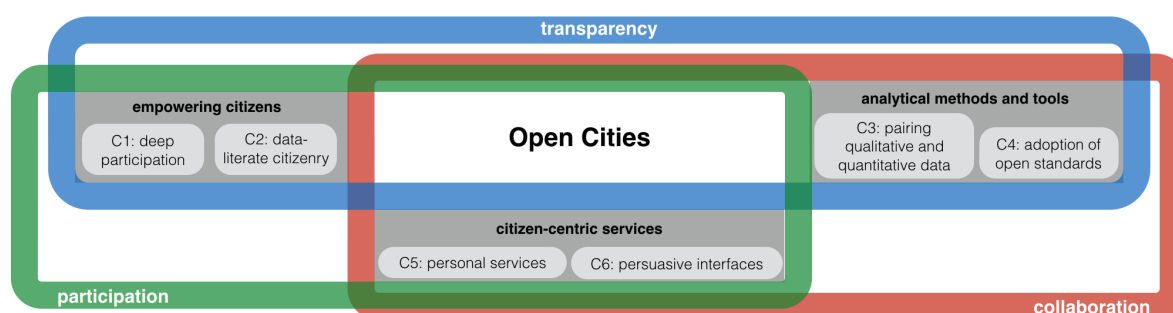 transparency
empowering citizens
C1: deep
participation
C2: data-
literate citizenry
Open Cities
analytical methods and tools
C3: pairing
qualitative and
quantitative data
C4: adoption of
open standards
citizen-centric services
C5: personal services
C6: persuasive interfaces
participation
collaboration